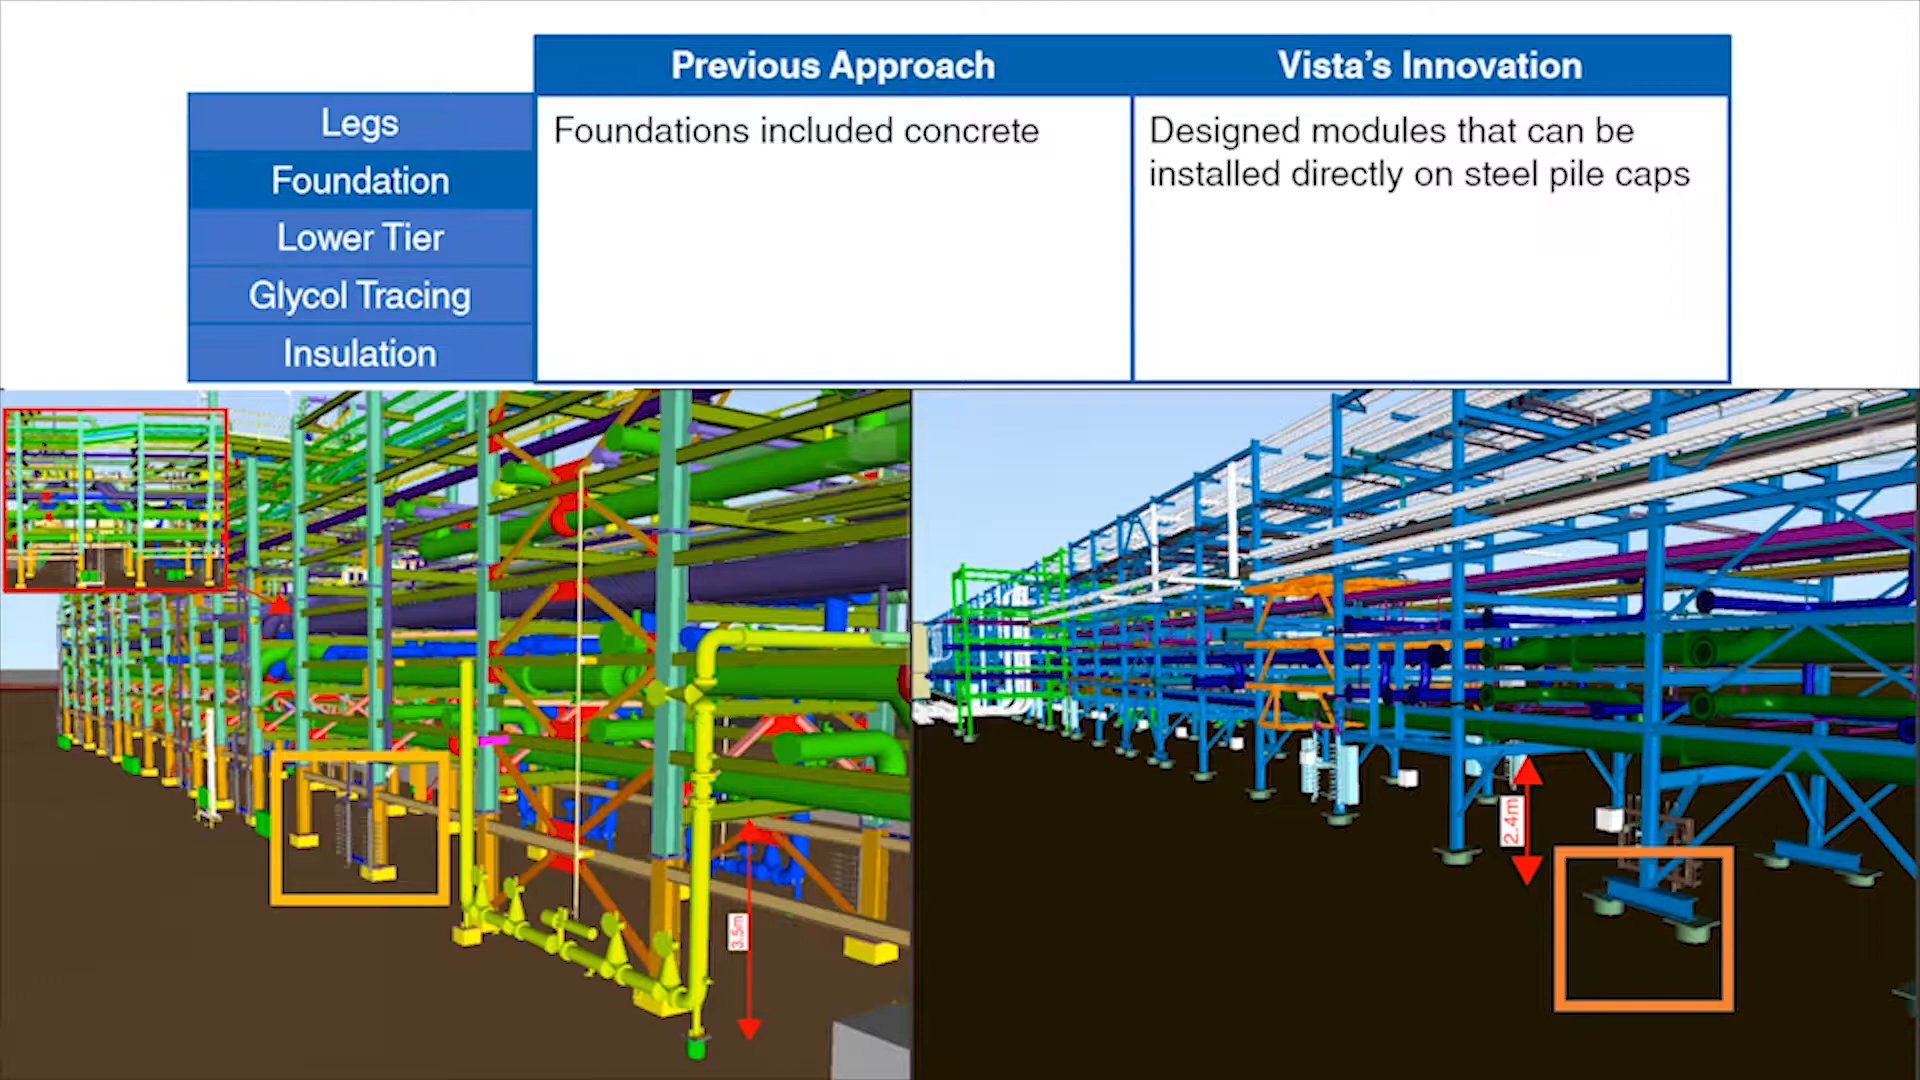 Previous Approach
Vista's Innovation
Legs
Foundation
Lower Tier
Glycol Tracing
Insulation
Foundations included concrete
Designed modules that can be
installed directly on steel pile caps
3.5m
2.4m